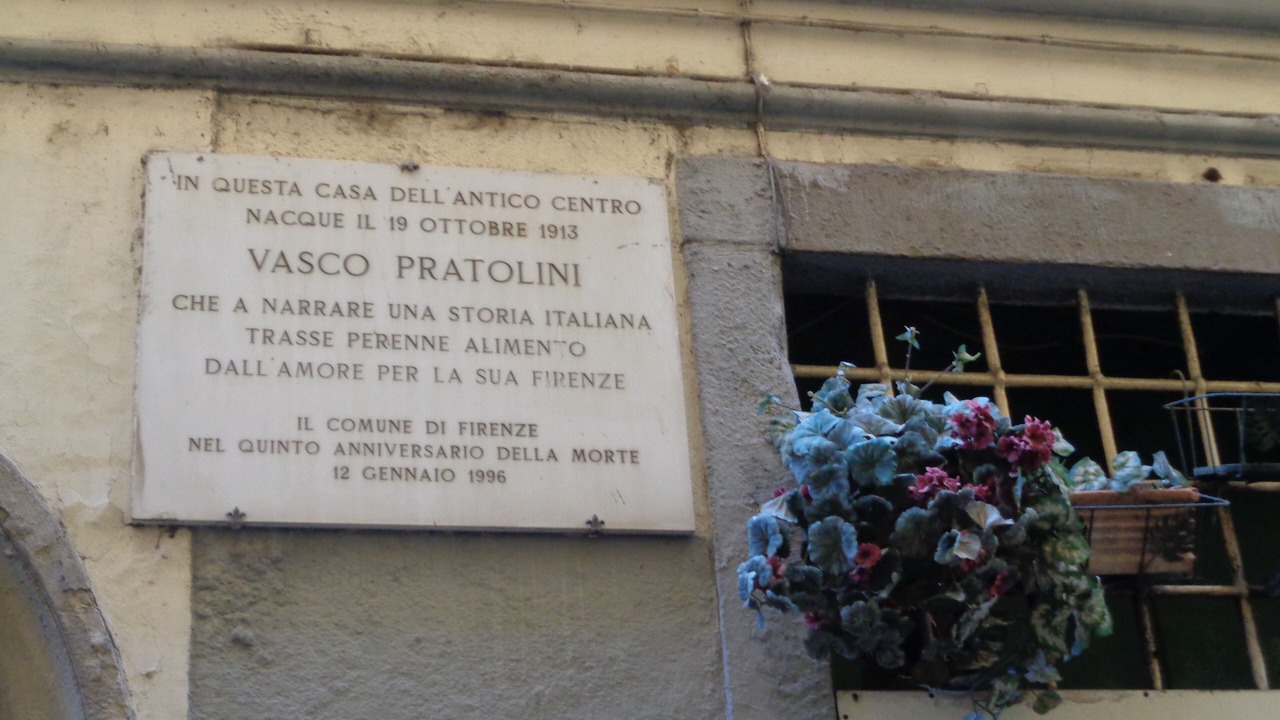 IN QUESTA CASA DELL'ANTICO CENTRO
NACQUE IL 19 OTTOBRE 1913
VASCO PRATOLINI
CHE A NARRARE UNA STORIA ITALIANA
TRASSE PERENNE ALIMENTO
DALL'AMORE PER LA SUA FIRENZE
IL COMUNE DI FIRENZE
NEL QUINTO ANNIVERSARIO DELLA MORTE
12 GENNAIO 1996